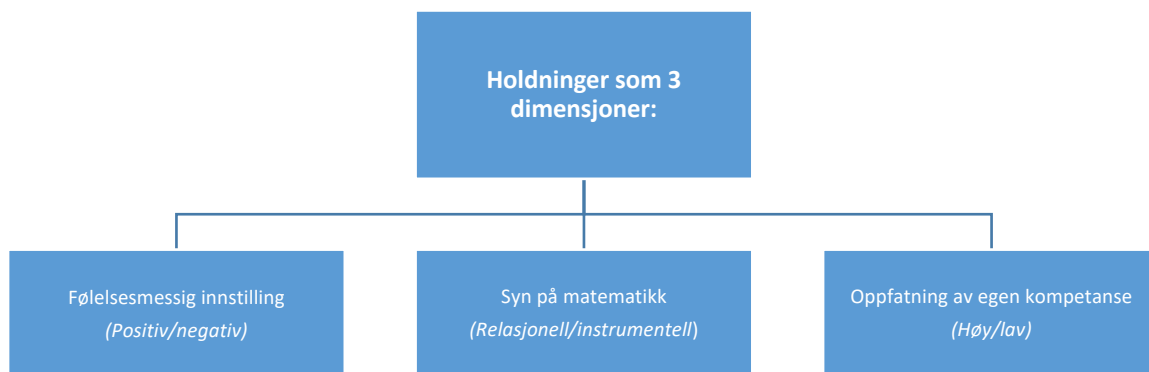 Holdninger som 3
dimensjoner:
Følelsesmessig innstilling
(Positiv/negativ)
Syn på matematikk
(Relasjonell/instrumentell)
Oppfatning av egen kompetanse
(Høy/lav)